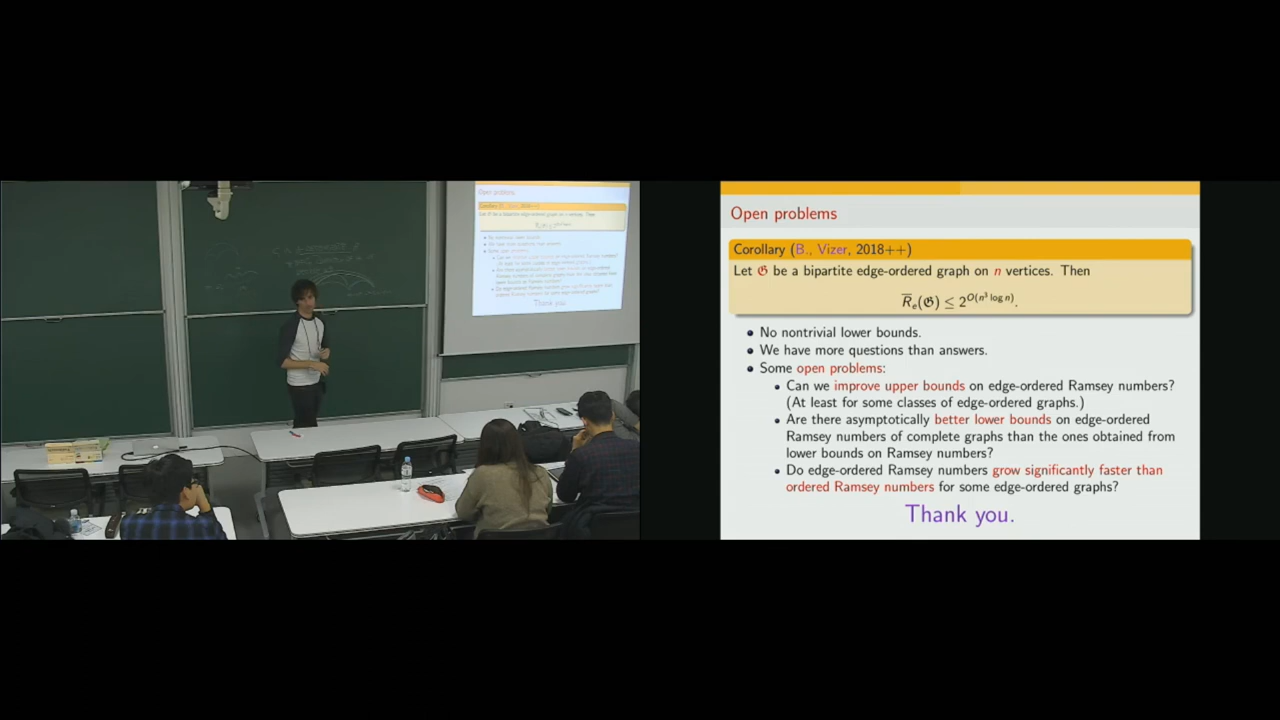 Open problems
Corollary (B., Vizer, 2018++)
Let 𝔊 be a bipartite edge-ordered graph on n vertices. Then
R̅ₑ(𝔊) ≤ 2^{O(n³ log n)}.
No nontrivial lower bounds.
We have more questions than answers.
Some open problems:
Can we improve upper bounds on edge-ordered Ramsey numbers?
(At least for some classes of edge-ordered graphs.)
Are there asymptotically better lower bounds on edge-ordered
Ramsey numbers of complete graphs than the ones obtained from
lower bounds on Ramsey numbers?
Do edge-ordered Ramsey numbers grow significantly faster than
ordered Ramsey numbers for some edge-ordered graphs?
Thank you.